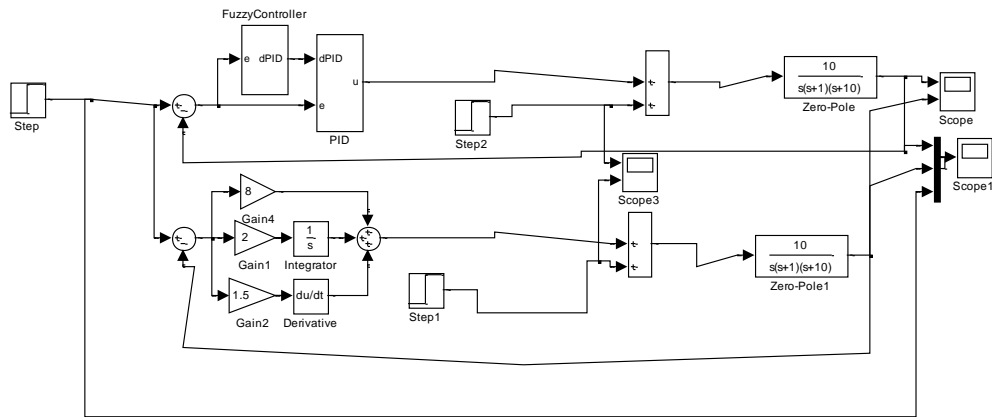 FuzzyController
e
dPID
dPID
u
e
PID
Step
Step2
10
s(s+1)(s+10)
Zero-Pole
Scope
Scope1
Scope3
8
Gain4
2
Gain1
1
s
Integrator
1.5
Gain2
du/dt
Derivative
Step1
10
s(s+1)(s+10)
Zero-Pole1